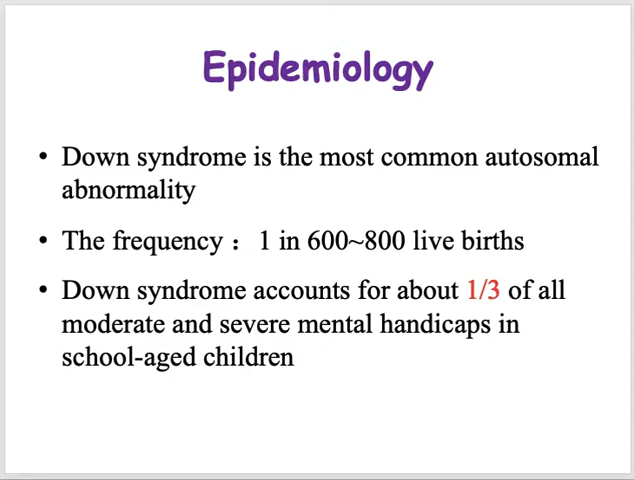 Epidemiology
• Down syndrome is the most common autosomal
abnormality
• The frequency： 1 in 600~800 live births
• Down syndrome accounts for about 1/3 of all
moderate and severe mental handicaps in
school-aged children